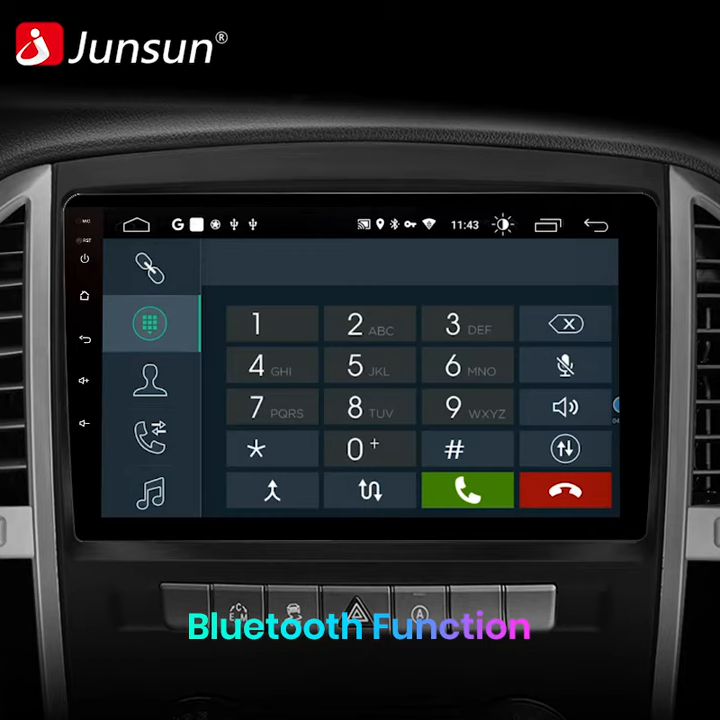 Junsun®
MIC
G 11:43
RST
1
2 ABC
3 DEF
4 GHI
5 JKL
6 MNO
7 PQRS
8 TUV
9 WXYZ
*
0 +
#
C
E M
A
Bluetooth Function